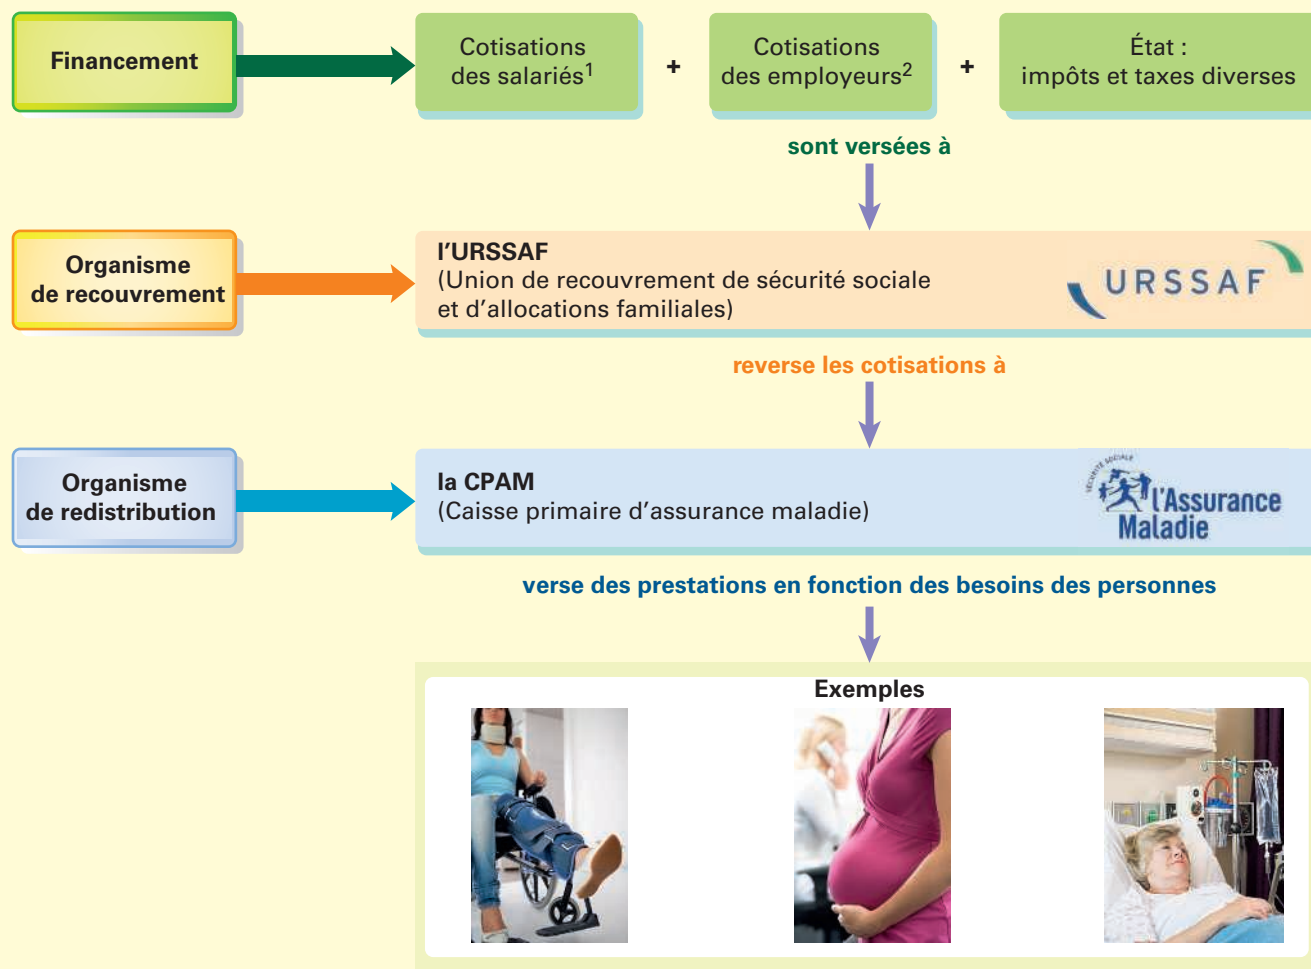 Financement
Cotisations
des salariés1
+
Cotisations
des employeurs2
+
État :
impôts et taxes diverses
sont versées à
Organisme
de recouvrement
l'URSSAF
(Union de recouvrement de sécurité sociale
et d'allocations familiales)
URSSAF
reverse les cotisations à
Organisme
de redistribution
la CPAM
(Caisse primaire d'assurance maladie)
SÉCURITÉ SOCIALE
l'Assurance
Maladie
verse des prestations en fonction des besoins des personnes
Exemples